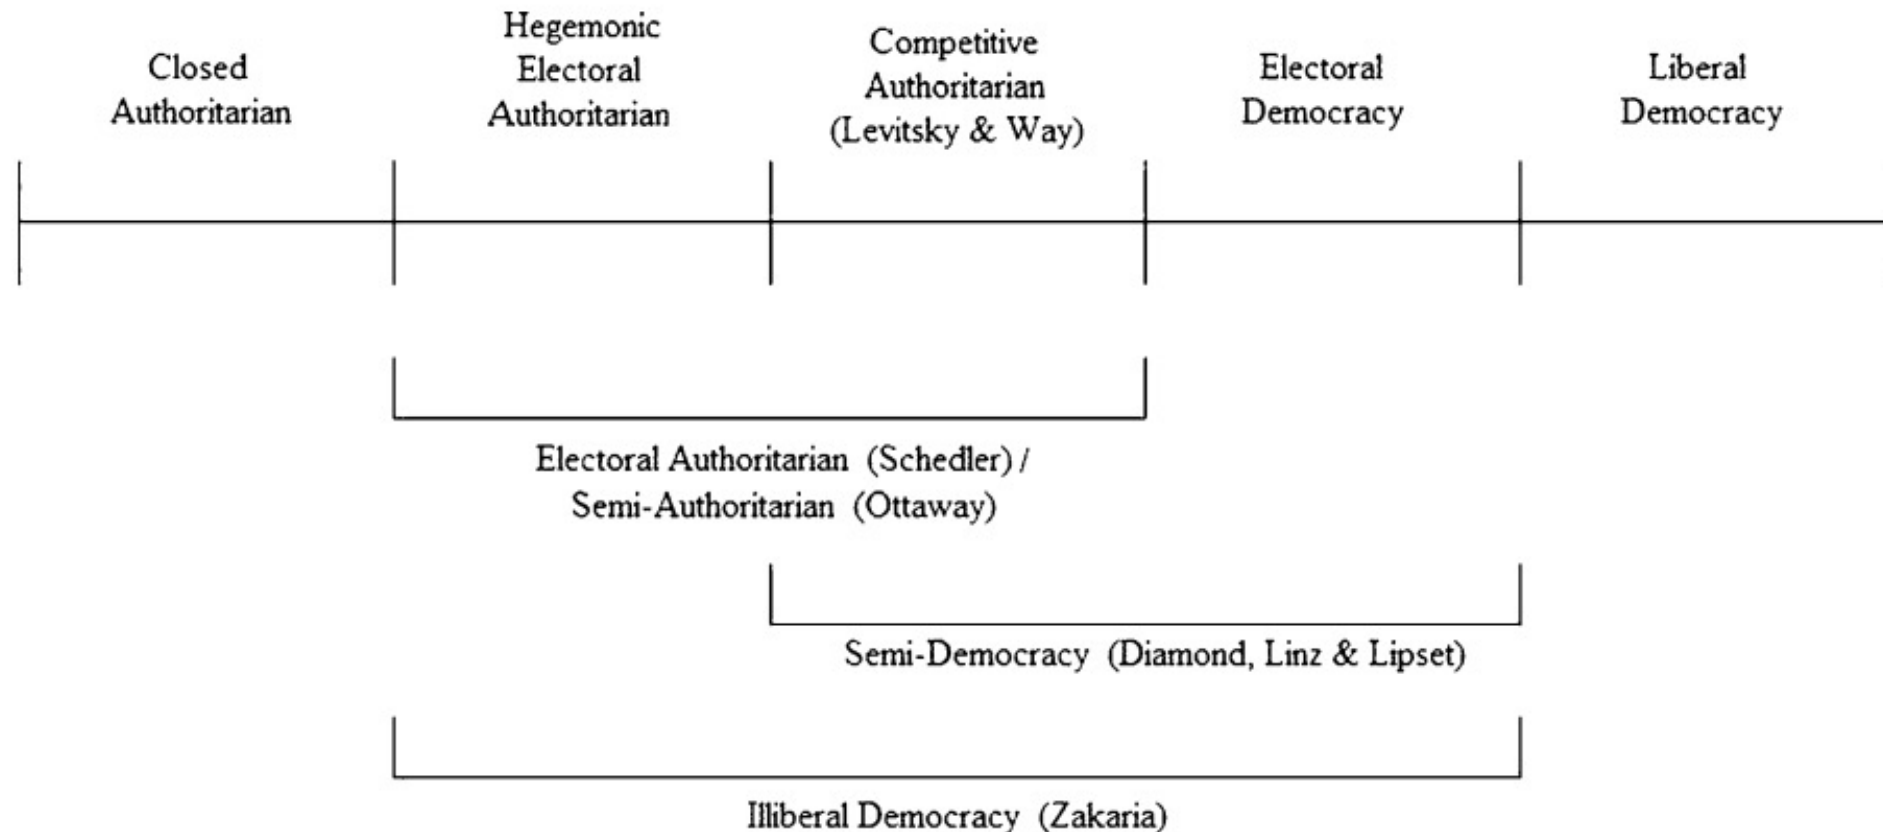 Closed
Authoritarian
Hegemonic
Electoral
Authoritarian
Competitive
Authoritarian
(Levitsky & Way)
Electoral
Democracy
Liberal
Democracy
Electoral Authoritarian (Schedler) /
Semi-Authoritarian (Ottaway)
Semi-Democracy (Diamond, Linz & Lipset)
Illiberal Democracy (Zakaria)